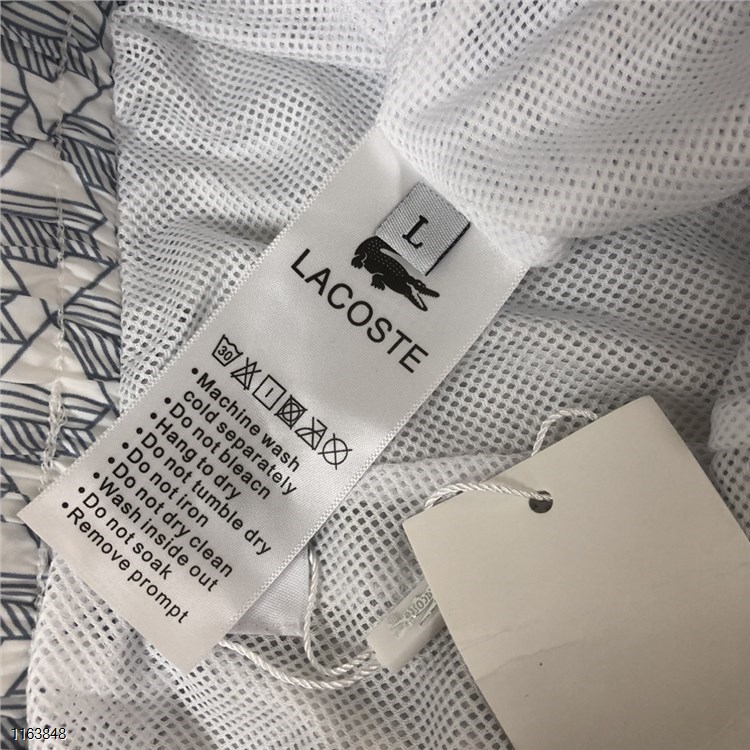 L
LACOSTE
30
•Machine wash
cold separately
•Do not bleacn
•Hang to dry
•Do not tumble dry
•Do not iron
•Do not dry clean
•Wash inside out
•Do not soak
•Remove prompt
1163848